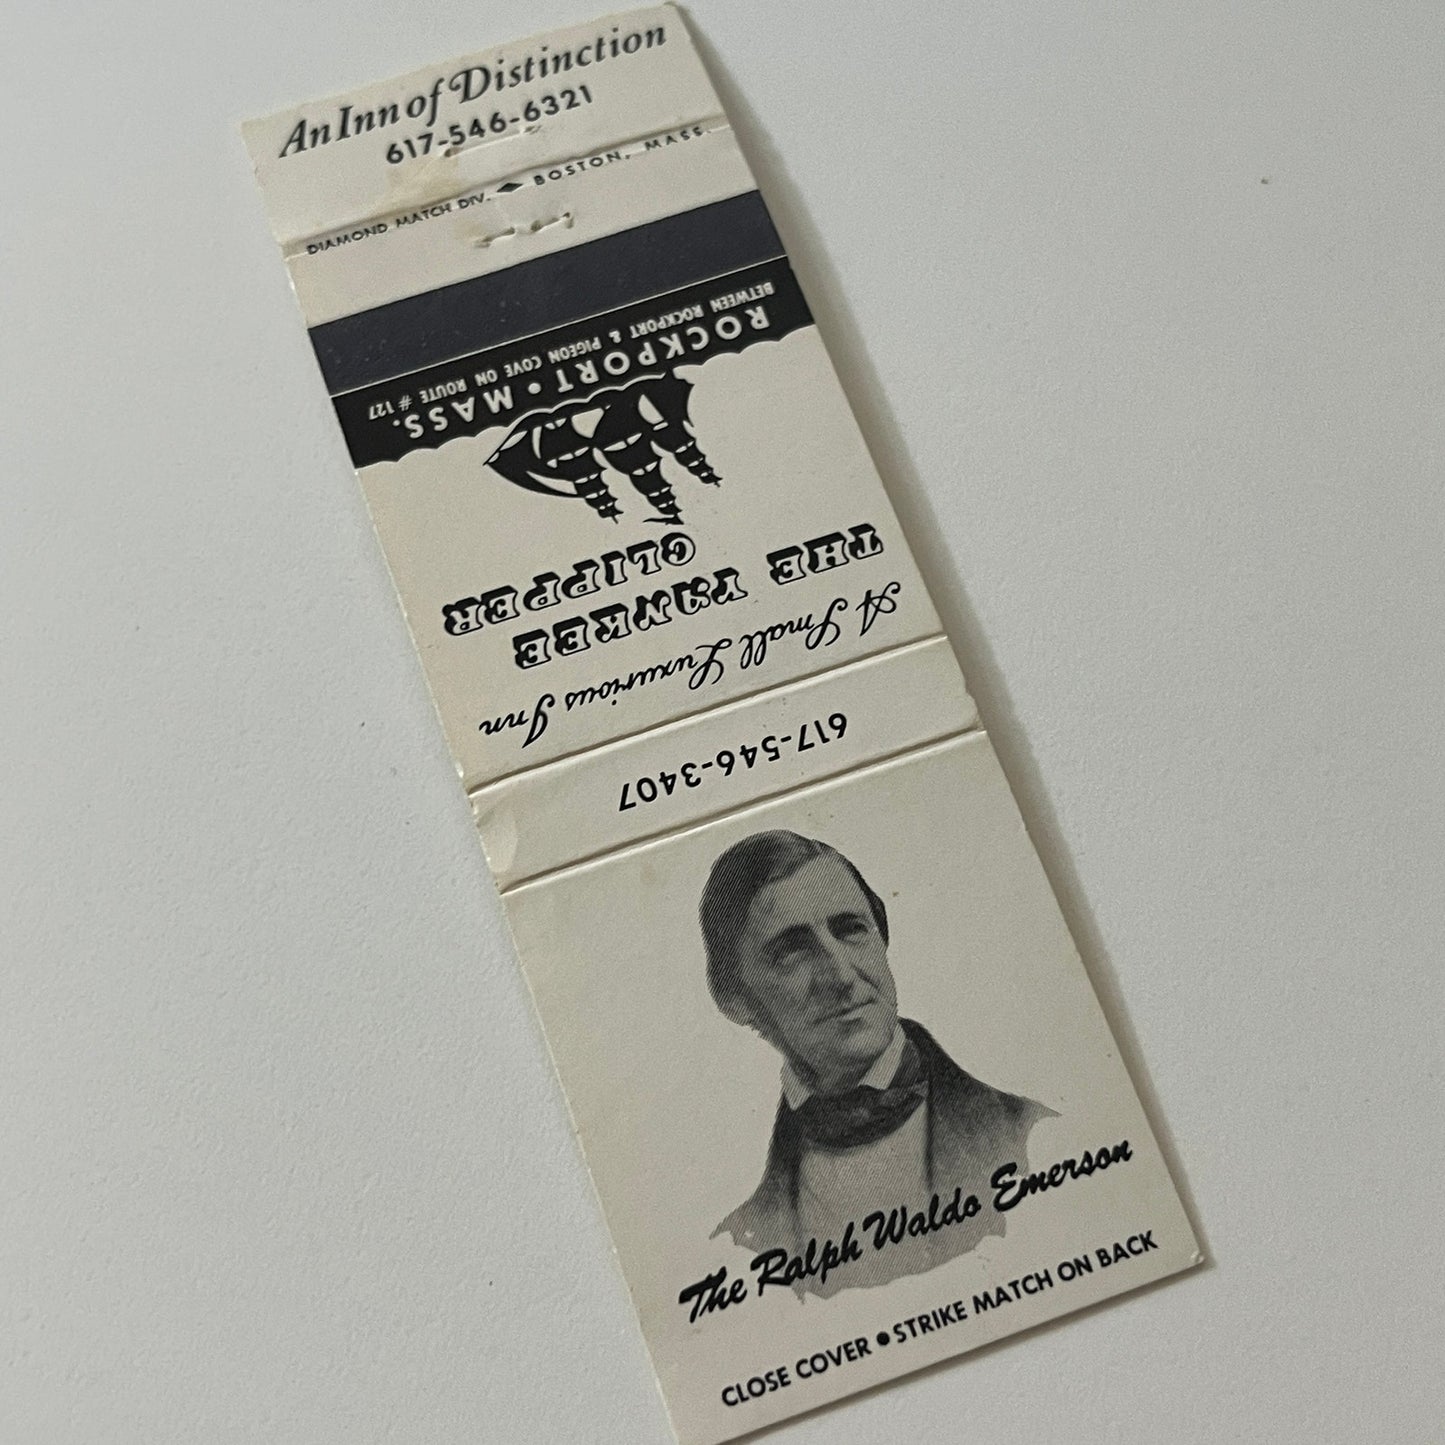 An Inn of Distinction
617-546-6321
DIAMOND MATCH DIV. BOSTON, MASS.
A Small Luxurious Inn
THE YANKEE
CLIPPER
ROCKPORT • MASS.
BETWEEN ROCKPORT & PIGEON COVE ON ROUTE # 127
617-546-3407
The Ralph Waldo Emerson
CLOSE COVER • STRIKE MATCH ON BACK